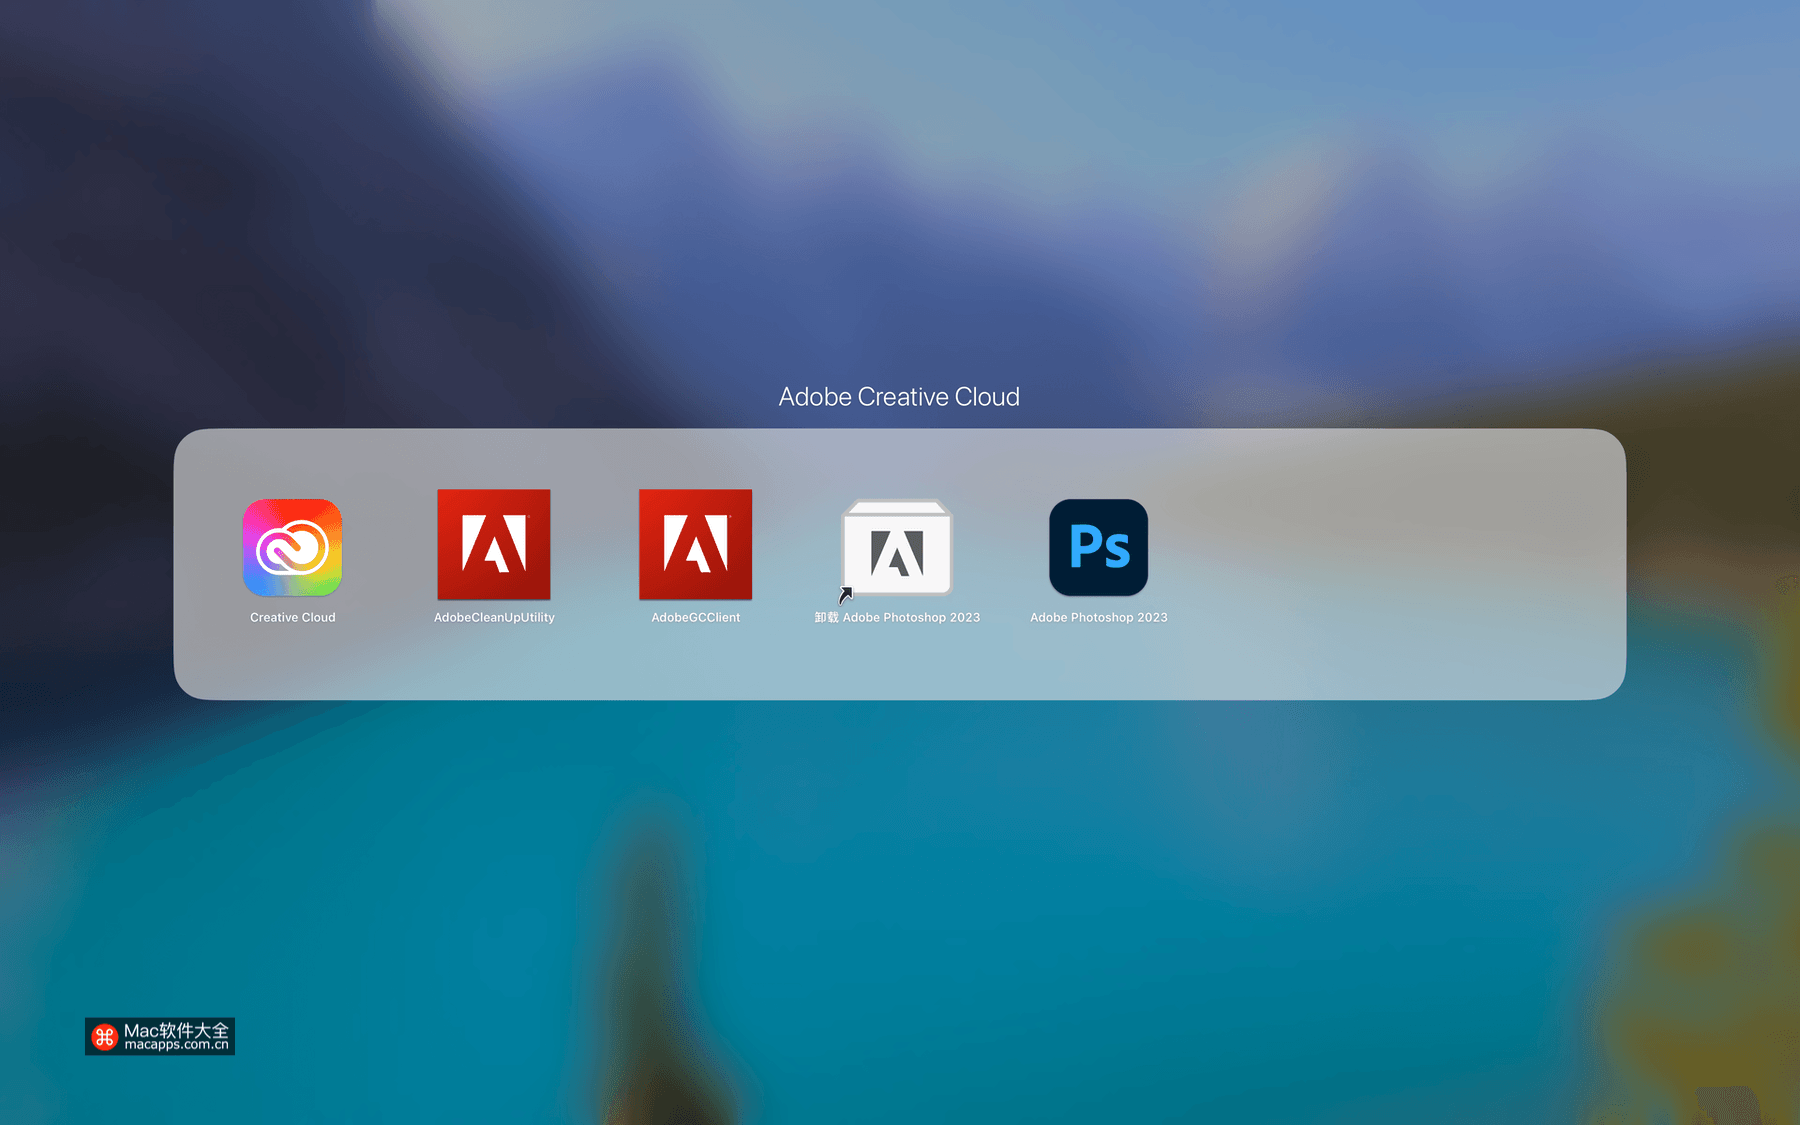 Adobe Creative Cloud
Ps
Creative Cloud
AdobeCleanUpUtility
AdobeGCClient
卸载 Adobe Photoshop 2023
Adobe Photoshop 2023
Mac软件大全
macapps.com.cn